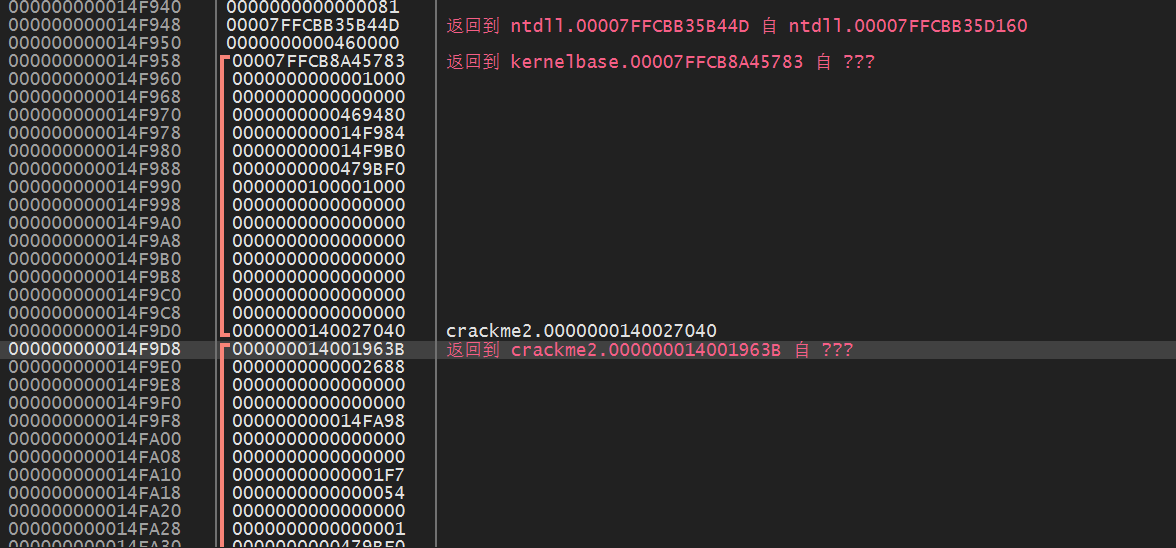 000000000014F940 0000000000000081
000000000014F948 00007FFCBB35B44D 返回到 ntdll.00007FFCBB35B44D 自 ntdll.00007FFCBB35D160
000000000014F950 0000000000460000
000000000014F958 00007FFCB8A45783 返回到 kernelbase.00007FFCB8A45783 自 ???
000000000014F960 0000000000001000
000000000014F968 0000000000000000
000000000014F970 0000000000469480
000000000014F978 000000000014F984
000000000014F980 000000000014F9B0
000000000014F988 0000000000479BF0
000000000014F990 0000000100001000
000000000014F998 0000000000000000
000000000014F9A0 0000000000000000
000000000014F9A8 0000000000000000
000000000014F9B0 0000000000000000
000000000014F9B8 0000000000000000
000000000014F9C0 0000000000000000
000000000014F9C8 0000000000000000
000000000014F9D0 0000000140027040 crackme2.0000000140027040
000000000014F9D8 000000014001963B 返回到 crackme2.000000014001963B 自 ???
000000000014F9E0 0000000000002688
000000000014F9E8 0000000000000000
000000000014F9F0 0000000000000000
000000000014F9F8 000000000014FA98
000000000014FA00 0000000000000000
000000000014FA08 0000000000000000
000000000014FA10 00000000000001F7
000000000014FA18 0000000000000054
000000000014FA20 0000000000000000
000000000014FA28 0000000000000001
000000000014FA30 0000000000479BF0